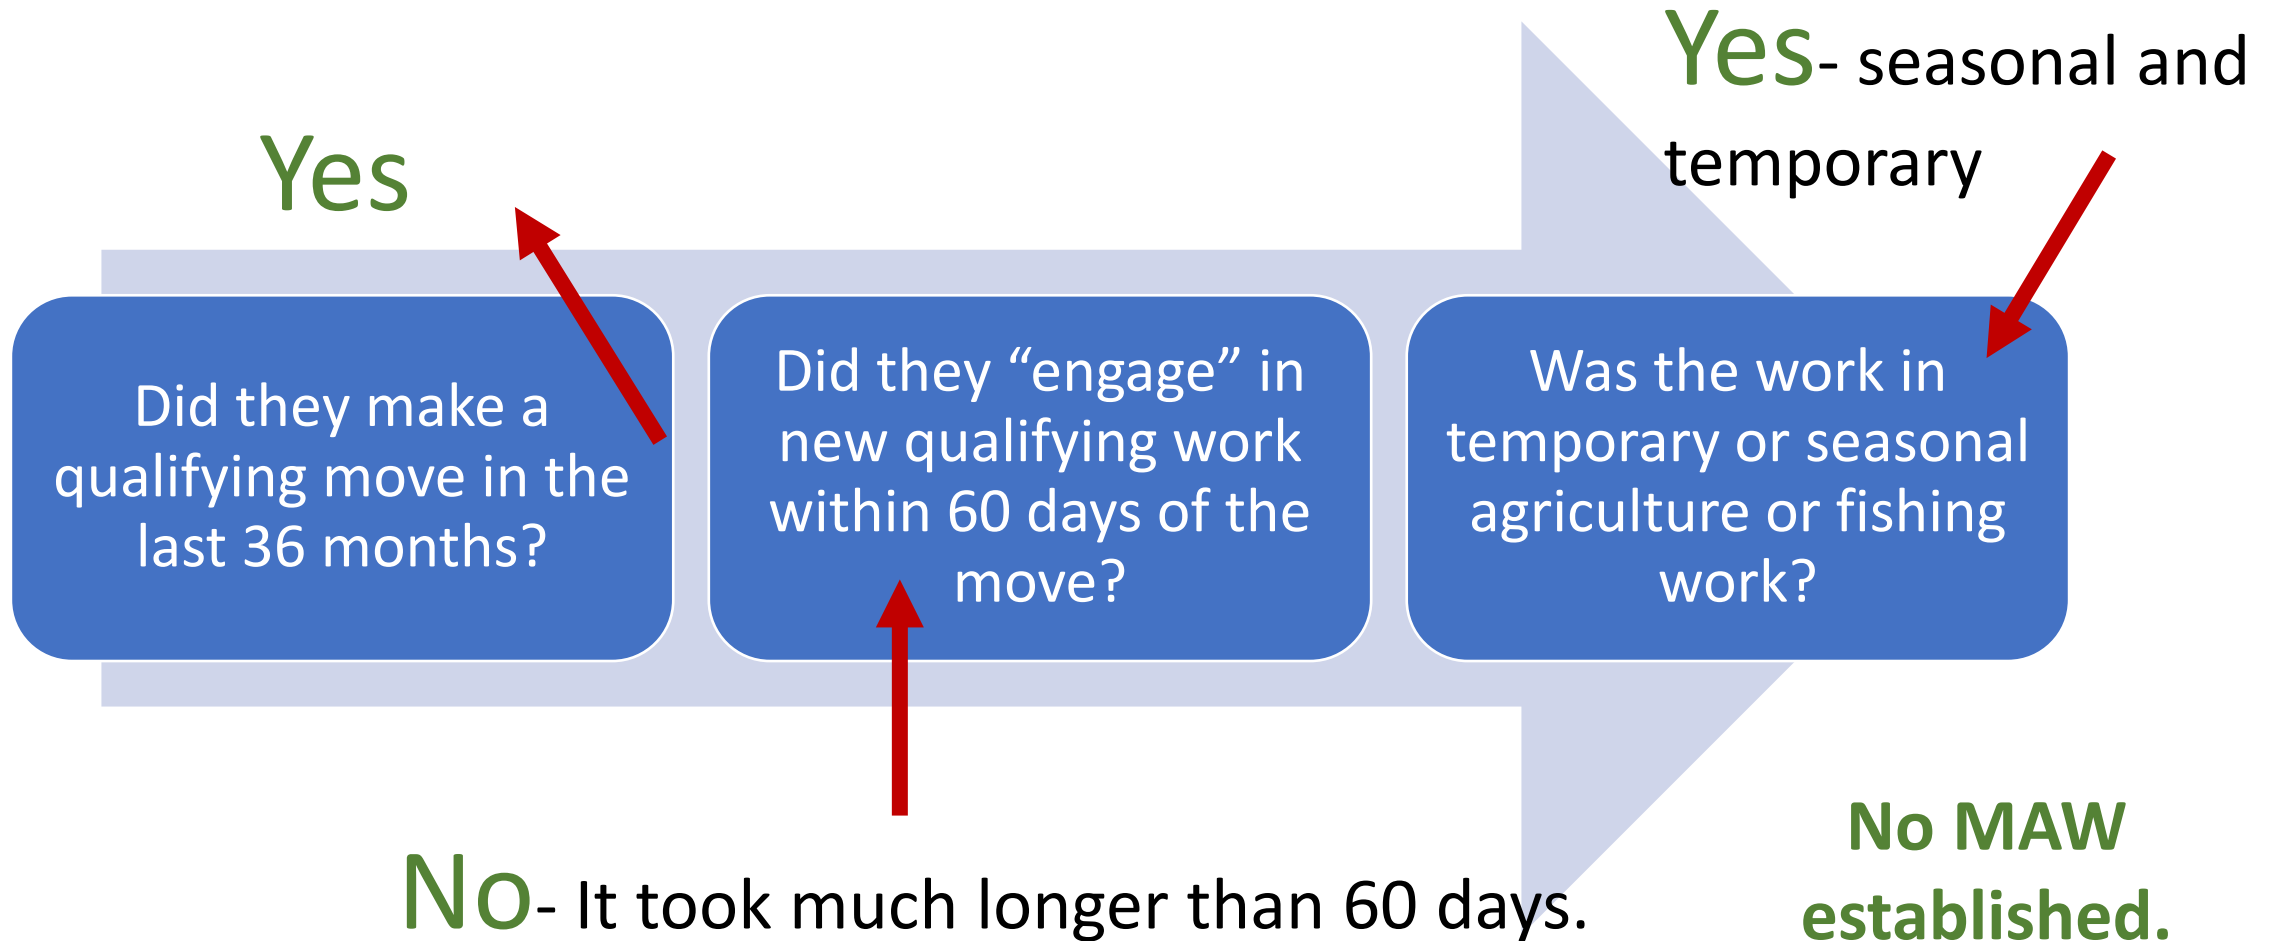 Yes- seasonal and
temporary
Yes
Did they make a
qualifying move in the
last 36 months?
Did they “engage” in
new qualifying work
within 60 days of the
move?
Was the work in
temporary or seasonal
agriculture or fishing
work?
No- It took much longer than 60 days.
No MAW
established.